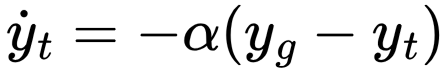 ẏ_t = −α(y_g − y_t)